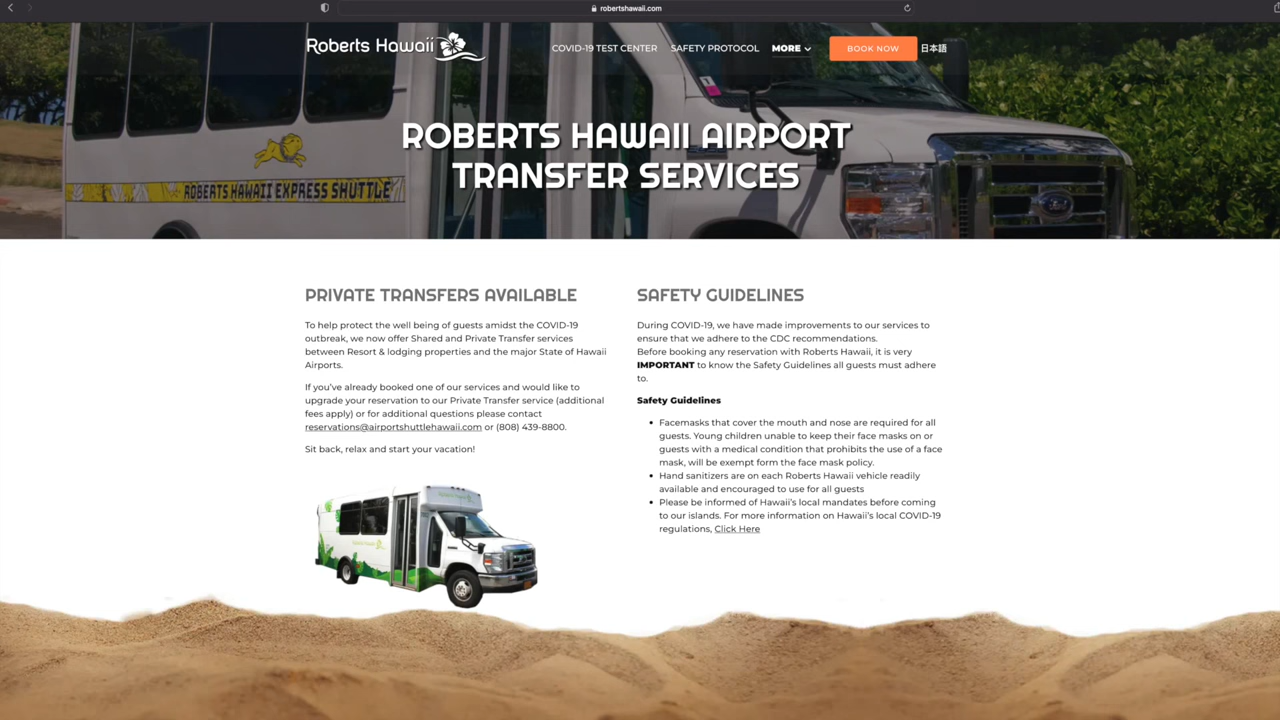 robertshawaii.com
Roberts Hawaii
COVID-19 TEST CENTER
SAFETY PROTOCOL
MORE
BOOK NOW
日本語
ROBERTS HAWAII AIRPORT
TRANSFER SERVICES
ROBERTS HAWAII EXPRESS SHUTTLE
PRIVATE TRANSFERS AVAILABLE
To help protect the well being of guests amidst the COVID-19
outbreak, we now offer Shared and Private Transfer services
between Resort & lodging properties and the major State of Hawaii
Airports.
If you’ve already booked one of our services and would like to
upgrade your reservation to our Private Transfer service (additional
fees apply) or for additional questions please contact
reservations@airportshuttlehawaii.com or (808) 439-8800.
Sit back, relax and start your vacation!
SAFETY GUIDELINES
During COVID-19, we have made improvements to our services to
ensure that we adhere to the CDC recommendations.
Before booking any reservation with Roberts Hawaii, it is very
IMPORTANT to know the Safety Guidelines all guests must adhere
to.
Safety Guidelines
• Facemasks that cover the mouth and nose are required for all
guests. Young children unable to keep their face masks on or
guests with a medical condition that prohibits the use of a face
mask, will be exempt form the face mask policy.
• Hand sanitizers are on each Roberts Hawaii vehicle readily
available and encouraged to use for all guests
• Please be informed of Hawaii’s local mandates before coming
to our islands. For more information on Hawaii’s local COVID-19
regulations, Click Here